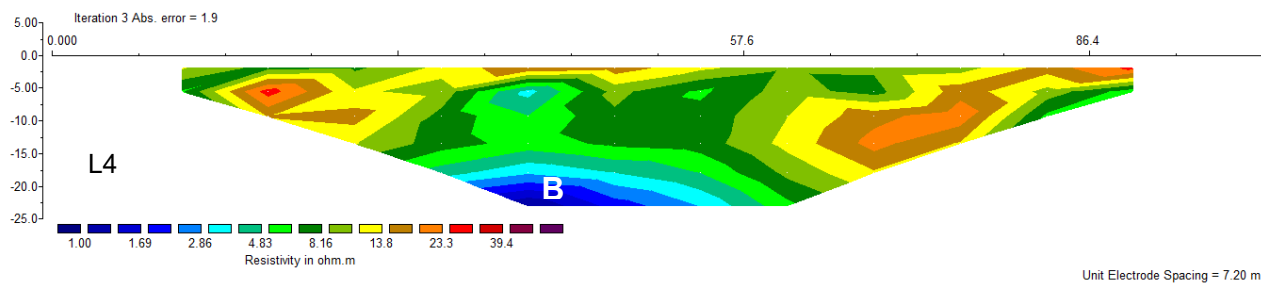 Iteration 3 Abs. error = 1.9
5.00
0.000 57.6 86.4
0.0
-5.00
-10.0
-15.0
L4
-20.0
B
-25.0
1.00 1.69 2.86 4.83 8.16 13.8 23.3 39.4
Resistivity in ohm.m
Unit Electrode Spacing = 7.20 m